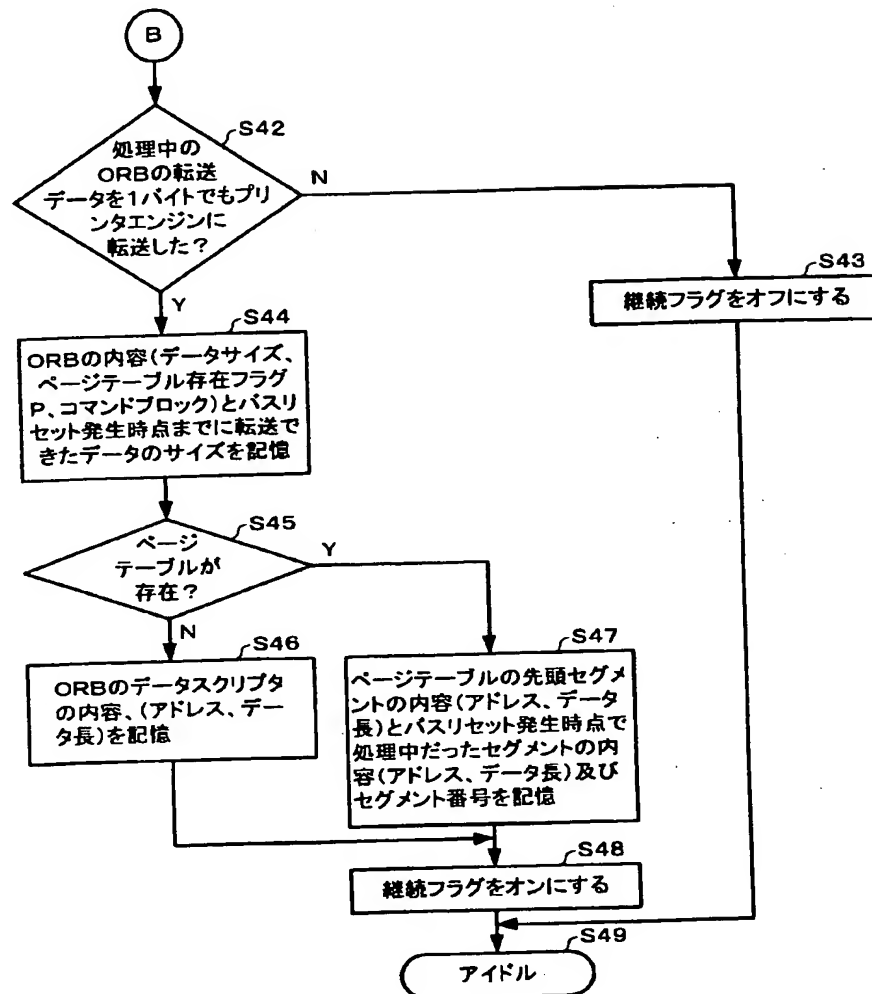 B
S42
処理中の
ORBの転送
データを1バイトでもプリ
ンタエンジンに
転送した?
N
Y
S43
継続フラグをオフにする
S44
ORBの内容(データサイズ、
ページテーブル存在フラグ
P、コマンドブロック)とバスリ
セット発生時点までに転送で
きたデータのサイズを記憶
S45
ページ
テーブルが
存在?
Y
N
S46
ORBのデータスクリプタ
の内容、(アドレス、デー
タ長)を記憶
S47
ページテーブルの先頭セグメ
ントの内容(アドレス、データ
長)とバスリセット発生時点で
処理中だったセグメントの内
容(アドレス、データ長)及び
セグメント番号を記憶
S48
継続フラグをオンにする
S49
アイドル